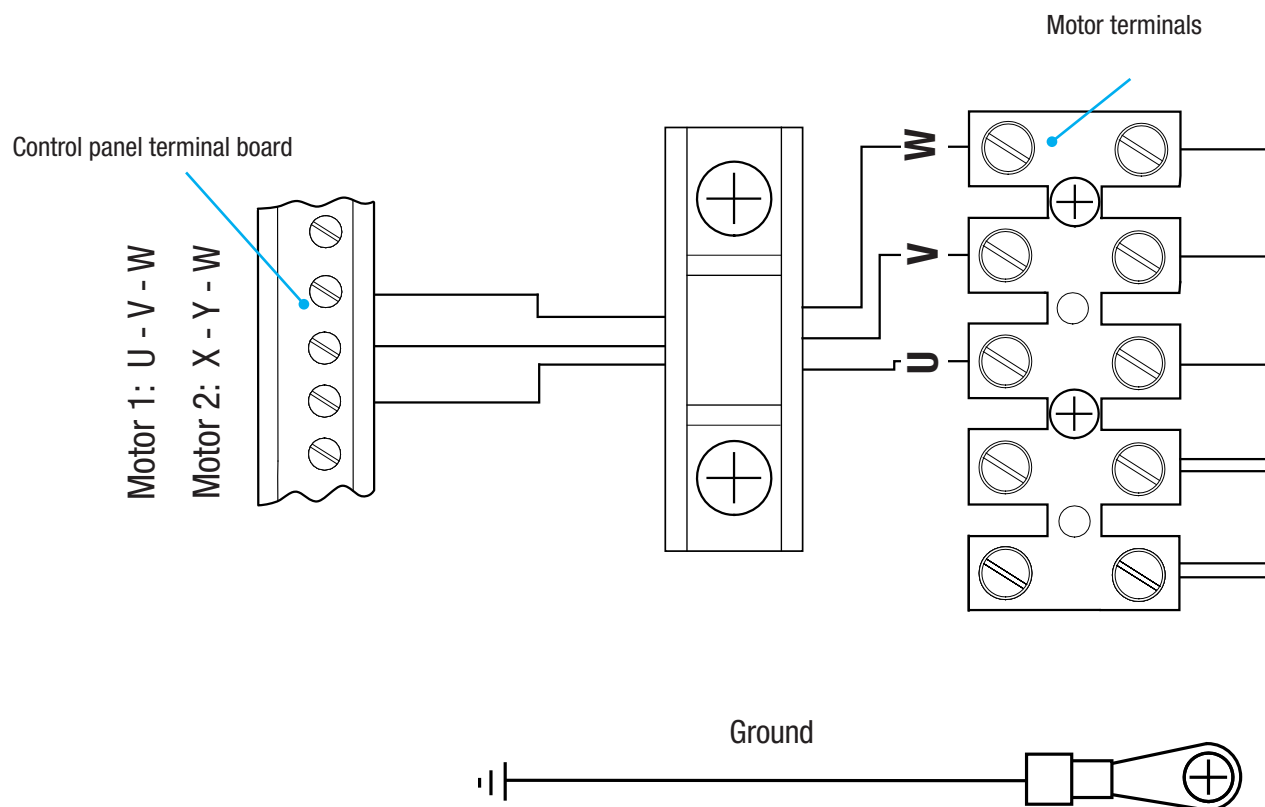 Motor terminals
Control panel terminal board
Motor 1: U - V - W
Motor 2: X - Y - W
W
V
U
Ground